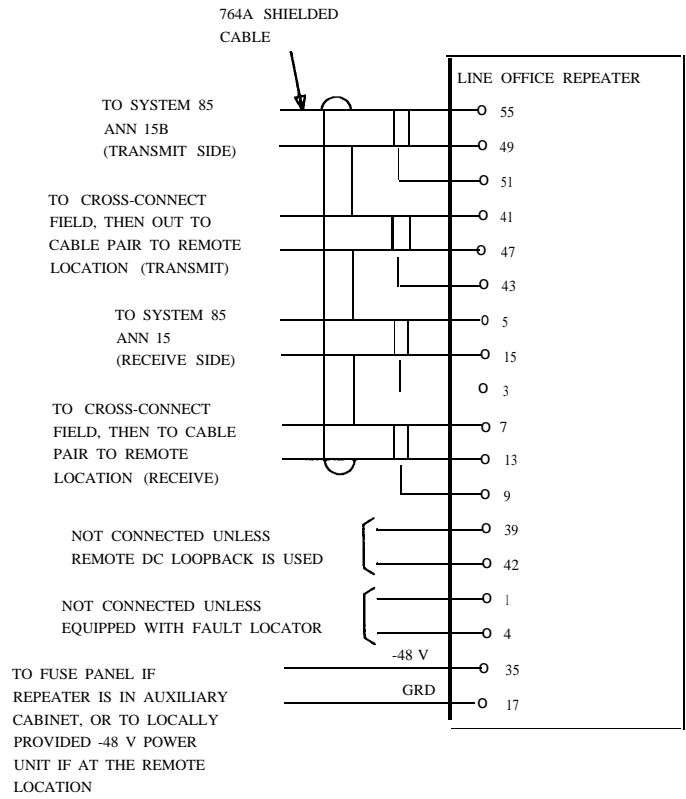 764A SHIELDED
CABLE
LINE OFFICE REPEATER
TO SYSTEM 85
ANN 15B
(TRANSMIT SIDE)
55
49
51
TO CROSS-CONNECT
FIELD, THEN OUT TO
CABLE PAIR TO REMOTE
LOCATION (TRANSMIT)
41
47
43
TO SYSTEM 85
ANN 15
(RECEIVE SIDE)
5
15
3
TO CROSS-CONNECT
FIELD, THEN TO CABLE
PAIR TO REMOTE
LOCATION (RECEIVE)
7
13
9
NOT CONNECTED UNLESS
REMOTE DC LOOPBACK IS USED
39
42
NOT CONNECTED UNLESS
EQUIPPED WITH FAULT LOCATOR
1
4
-48 V
35
GRD
17
TO FUSE PANEL IF
REPEATER IS IN AUXILIARY
CABINET, OR TO LOCALLY
PROVIDED -48 V POWER
UNIT IF AT THE REMOTE
LOCATION